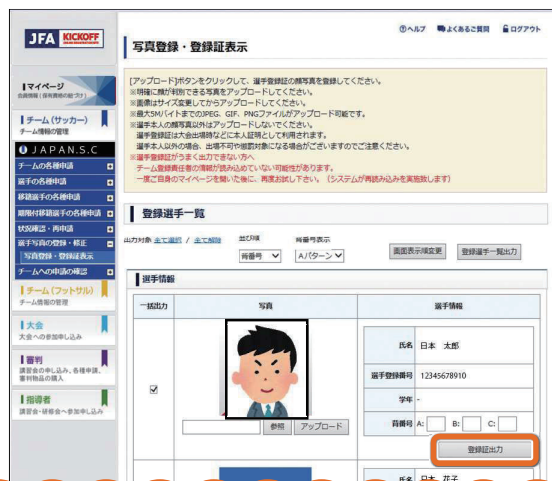 JFA KICKOFF
ヘルプ よくあるご質問 ログアウト
写真登録・登録証表示
マイページ
チーム（サッカー）
チーム情報の管理
JAPAN.S.C
チームの各種申請
選手の各種申請
移籍選手の各種申請
期限付移籍選手の各種申請
状況確認・再申請
選手写真の登録・修正
写真登録・登録証表示
チームへの申請の確認
チーム（フットサル）
チーム情報の管理
大会
大会への参加申し込み
審判
講習会の申し込み、各種申請、
審判物品の購入
指導者
講習会・研修会へ参加申し込み
[アップロード]ボタンをクリックして、選手登録証の顔写真を登録してください。
※明確に顔が判別できる写真をアップロードしてください。
※画像はサイズ変更してからアップロードしてください。
※最大5MバイトまでのJPEG、GIF、PNGファイルがアップロード可能です。
※選手本人の顔写真以外はアップロードしないでください。
選手登録証は大会出場時などに本人証明として利用されます。
選手本人以外の場合、出場不可や懲罰対象になる場合がございますのでご注意ください。
※選手登録証がうまく出力できない方へ
チーム登録責任者の情報が読み込めていない可能性があります。
一度ご自身のマイページを開いた後に、再度お試し下さい。（システムが再読み込みを実施致します）
登録選手一覧
出力対象 全て選択 / 全て解除 並び順 背番号表示
背番号 Aパターン 画面表示順変更 登録選手一覧出力
選手情報
一括出力 写真 選手情報
氏名 日本 太郎
選手登録番号 12345678910
学年 -
背番号 A: B: C:
参照 アップロード
登録証出力
氏名 日本 花子